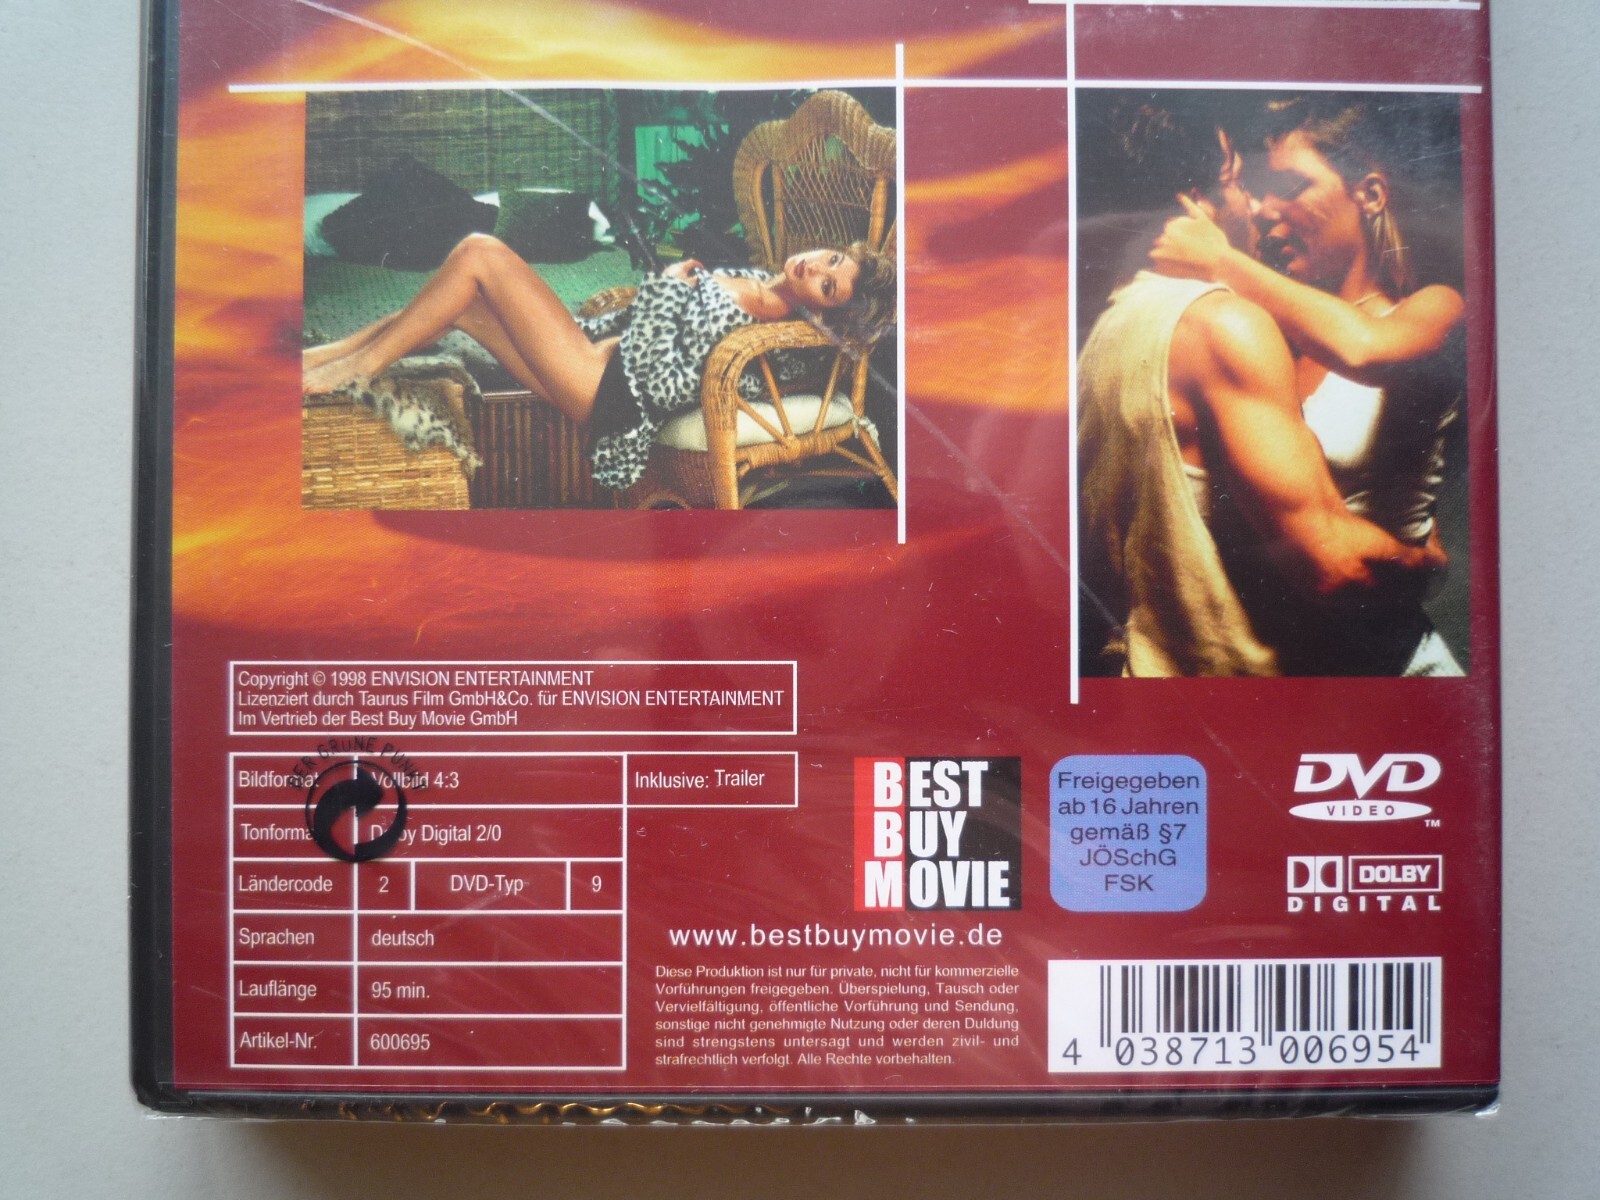 Copyright © 1998 ENVISION ENTERTAINMENT
Lizenziert durch Taurus Film GmbH&Co. für ENVISION ENTERTAINMENT
Im Vertrieb der Best Buy Movie GmbH
DER GRÜNE PUNKT
Bildformat Vollbild 4:3
Inklusive: Trailer
Tonformat Dolby Digital 2/0
Ländercode 2 DVD-Typ 9
Sprachen deutsch
Lauflänge 95 min.
Artikel-Nr. 600695
BEST
BUY
MOVIE
www.bestbuymovie.de
Diese Produktion ist nur für private, nicht für kommerzielle
Vorführungen freigegeben. Überspielung, Tausch oder
Vervielfältigung, öffentliche Vorführung und Sendung,
sonstige nicht genehmigte Nutzung oder deren Duldung
sind strengstens untersagt und werden zivil- und
strafrechtlich verfolgt. Alle Rechte vorbehalten.
Freigegeben
ab 16 Jahren
gemäß §7
JÖSchG
FSK
DVD
VIDEO
TM
DOLBY
DIGITAL
4 038713 006954